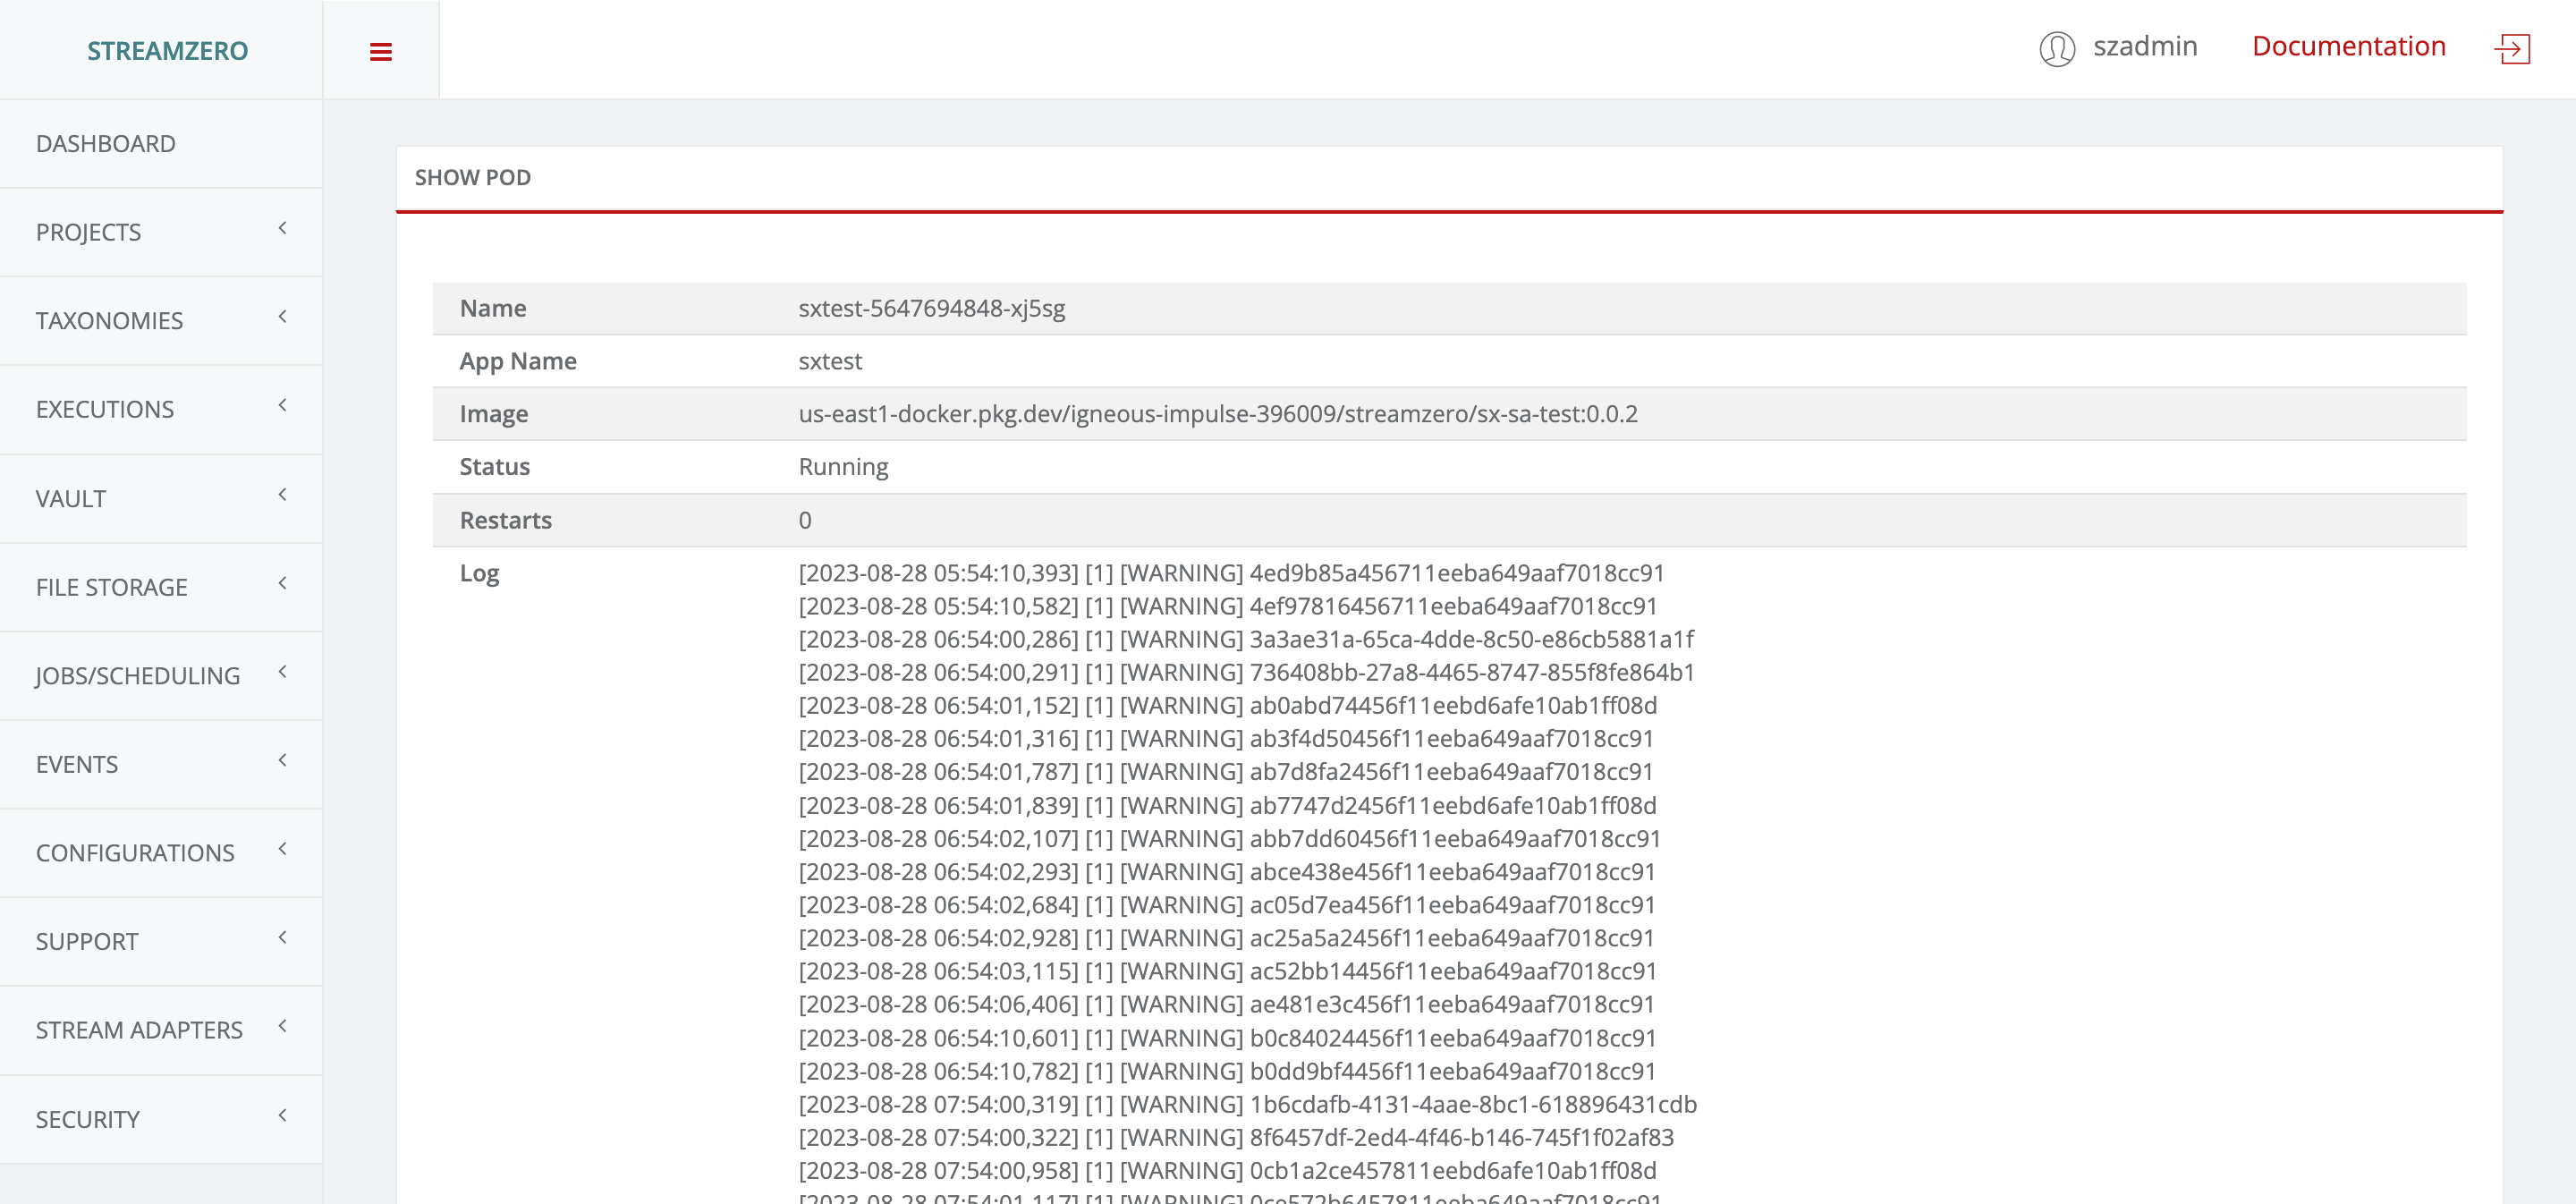 STREAMZERO
szadmin Documentation
DASHBOARD
PROJECTS
TAXONOMIES
EXECUTIONS
VAULT
FILE STORAGE
JOBS/SCHEDULING
EVENTS
CONFIGURATIONS
SUPPORT
STREAM ADAPTERS
SECURITY
SHOW POD
Name sxtest-5647694848-xj5sg
App Name sxtest
Image us-east1-docker.pkg.dev/igneous-impulse-396009/streamzero/sx-sa-test:0.0.2
Status Running
Restarts 0
Log [2023-08-28 05:54:10,393] [1] [WARNING] 4ed9b85a456711eeba649aaf7018cc91
[2023-08-28 05:54:10,582] [1] [WARNING] 4ef97816456711eeba649aaf7018cc91
[2023-08-28 06:54:00,286] [1] [WARNING] 3a3ae31a-65ca-4dde-8c50-e86cb5881a1f
[2023-08-28 06:54:00,291] [1] [WARNING] 736408bb-27a8-4465-8747-855f8fe864b1
[2023-08-28 06:54:01,152] [1] [WARNING] ab0abd74456f11eebd6afe10ab1ff08d
[2023-08-28 06:54:01,316] [1] [WARNING] ab3f4d50456f11eeba649aaf7018cc91
[2023-08-28 06:54:01,787] [1] [WARNING] ab7d8fa2456f11eeba649aaf7018cc91
[2023-08-28 06:54:01,839] [1] [WARNING] ab7747d2456f11eebd6afe10ab1ff08d
[2023-08-28 06:54:02,107] [1] [WARNING] abb7dd60456f11eeba649aaf7018cc91
[2023-08-28 06:54:02,293] [1] [WARNING] abce438e456f11eeba649aaf7018cc91
[2023-08-28 06:54:02,684] [1] [WARNING] ac05d7ea456f11eeba649aaf7018cc91
[2023-08-28 06:54:02,928] [1] [WARNING] ac25a5a2456f11eeba649aaf7018cc91
[2023-08-28 06:54:03,115] [1] [WARNING] ac52bb14456f11eeba649aaf7018cc91
[2023-08-28 06:54:06,406] [1] [WARNING] ae481e3c456f11eeba649aaf7018cc91
[2023-08-28 06:54:10,601] [1] [WARNING] b0c84024456f11eeba649aaf7018cc91
[2023-08-28 06:54:10,782] [1] [WARNING] b0dd9bf4456f11eeba649aaf7018cc91
[2023-08-28 07:54:00,319] [1] [WARNING] 1b6cdafb-4131-4aae-8bc1-618896431cdb
[2023-08-28 07:54:00,322] [1] [WARNING] 8f6457df-2ed4-4f46-b146-745f1f02af83
[2023-08-28 07:54:00,958] [1] [WARNING] 0cb1a2ce457811eebd6afe10ab1ff08d
[2023-08-28 07:54:01,117] [1] [WARNING] 0ce572b6457811eeba649aaf7018cc91